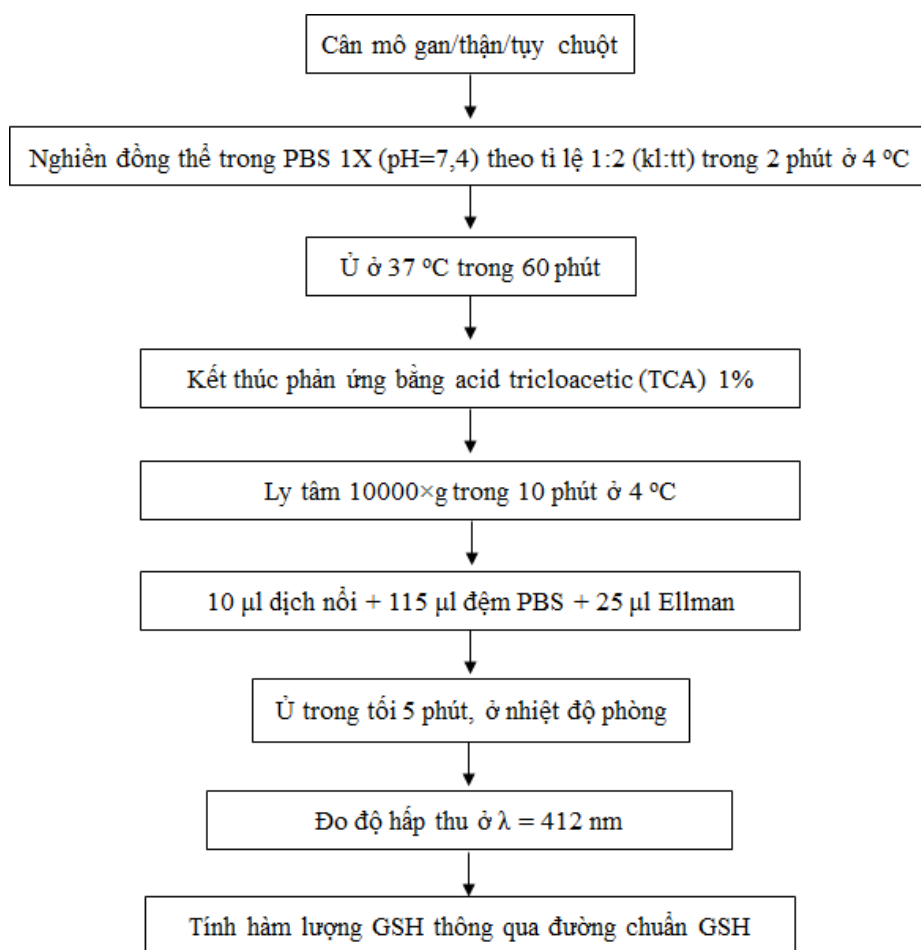 Cân mô gan/thận/tụy chuột
Nghiền đồng thể trong PBS 1X (pH=7,4) theo tỉ lệ 1:2 (kl:tt) trong 2 phút ở 4 ºC
Ủ ở 37 ºC trong 60 phút
Kết thúc phản ứng bằng acid tricloacetic (TCA) 1%
Ly tâm 10000×g trong 10 phút ở 4 ºC
10 µl dịch nổi + 115 µl đệm PBS + 25 µl Ellman
Ủ trong tối 5 phút, ở nhiệt độ phòng
Đo độ hấp thu ở λ = 412 nm
Tính hàm lượng GSH thông qua đường chuẩn GSH